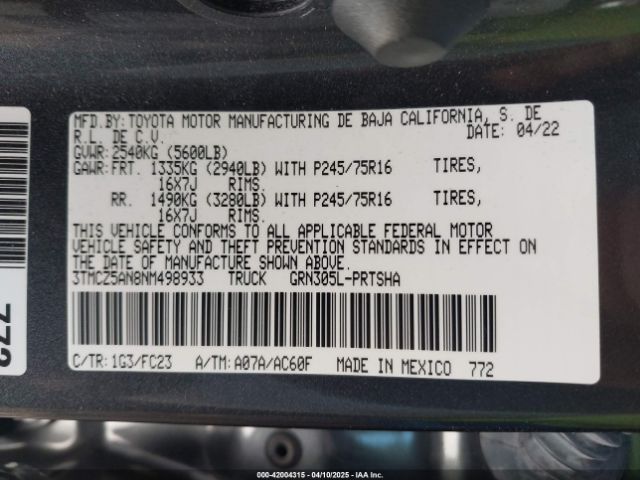 MFD.BY:TOYOTA MOTOR MANUFACTURING DE BAJA CALIFORNIA, S. DE
R.L. DE C.V. DATE: 04/22
GVWR: 2540KG (5600LB)
GAWR: FRT. 1335KG (2940LB) WITH P245/75R16 TIRES,
16X7J RIMS.
RR. 1490KG (3280LB) WITH P245/75R16 TIRES,
16X7J RIMS.
THIS VEHICLE CONFORMS TO ALL APPLICABLE FEDERAL MOTOR
VEHICLE SAFETY AND THEFT PREVENTION STANDARDS IN EFFECT ON
THE DATE OF MANUFACTURE SHOWN ABOVE.
3TMCZ5AN8NM498933 TRUCK GRN305L-PRTSHA
C/TR: 1G3/FC23 A/TM: A07A/AC60F MADE IN MEXICO 772
000-42004315 - 04/10/2025 - IAAI.CA